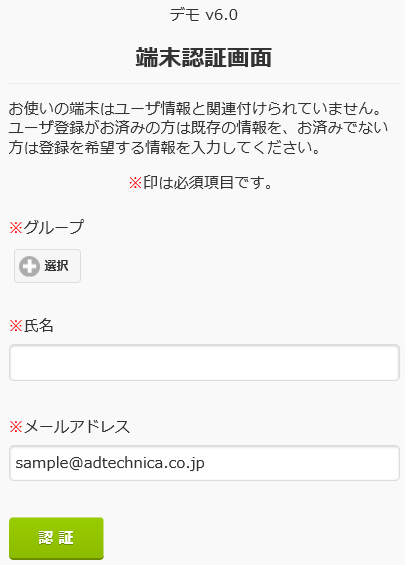 デモ v6.0
端末認証画面
お使いの端末はユーザ情報と関連付けられていません。
ユーザ登録がお済みの方は既存の情報を、お済みでない
方は登録を希望する情報を入力してください。
※印は必須項目です。
※グループ
選択
※氏名
※メールアドレス
sample@adtechnica.co.jp
認 証